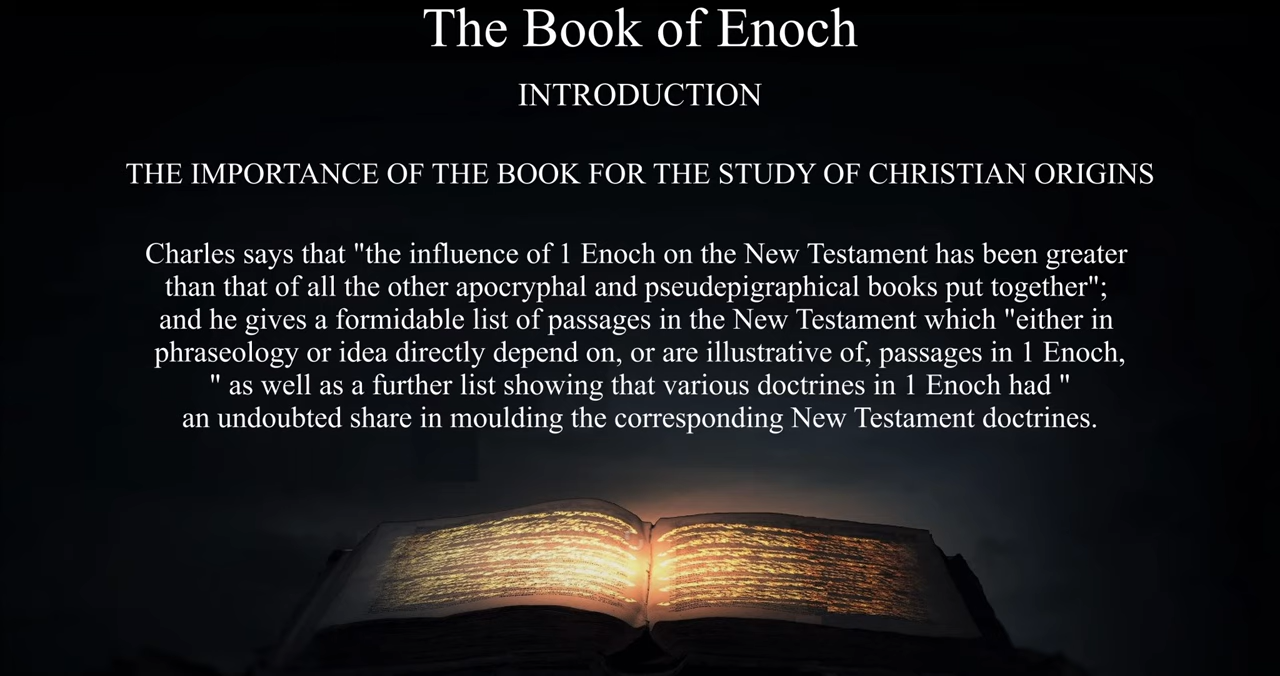 The Book of Enoch
INTRODUCTION
THE IMPORTANCE OF THE BOOK FOR THE STUDY OF CHRISTIAN ORIGINS
Charles says that "the influence of 1 Enoch on the New Testament has been greater
than that of all the other apocryphal and pseudepigraphical books put together";
and he gives a formidable list of passages in the New Testament which "either in
phraseology or idea directly depend on, or are illustrative of, passages in 1 Enoch,
" as well as a further list showing that various doctrines in 1 Enoch had "
an undoubted share in moulding the corresponding New Testament doctrines.